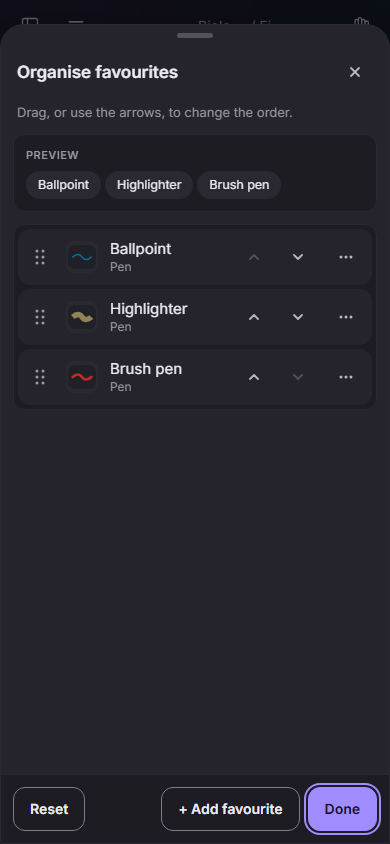 Organise favourites
Drag, or use the arrows, to change the order.
PREVIEW
Ballpoint Highlighter Brush pen
Ballpoint
Pen
Highlighter
Pen
Brush pen
Pen
Reset + Add favourite Done